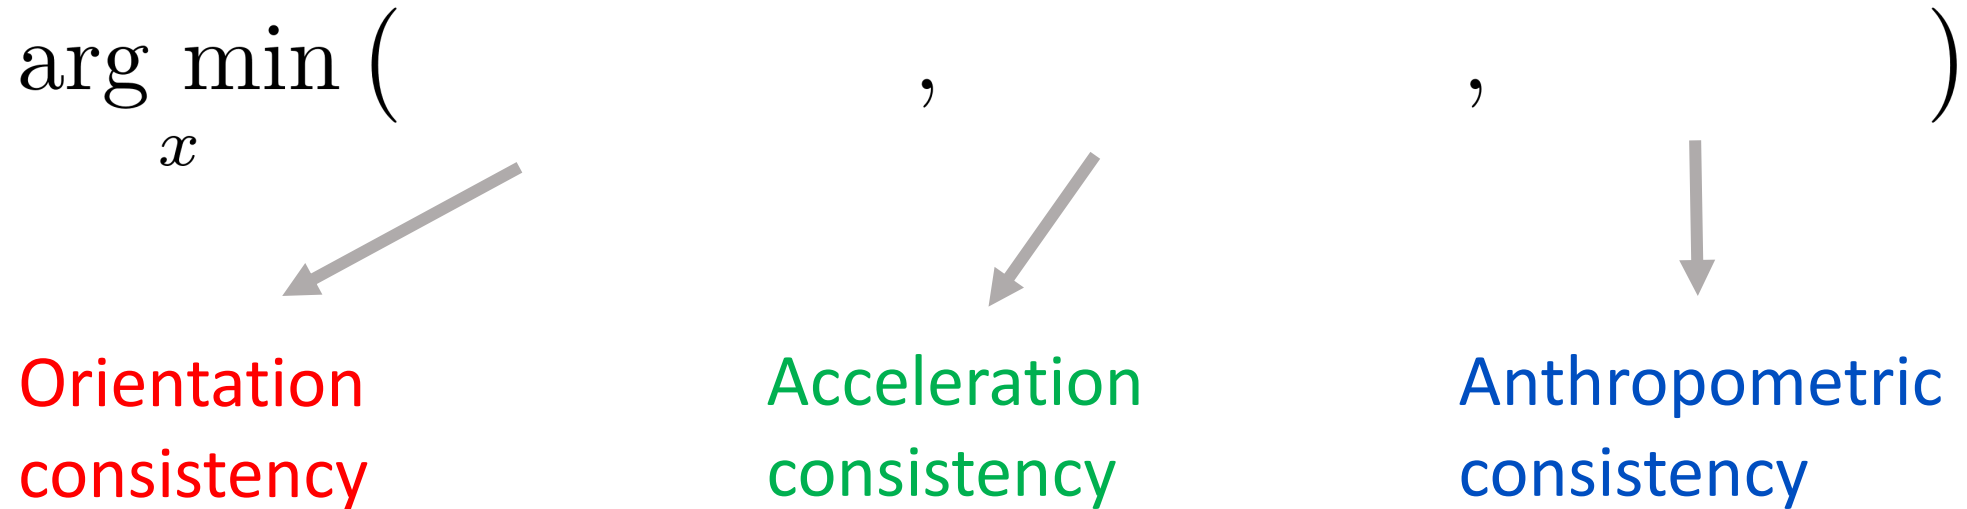 arg min ( , , )
x
Orientation consistency
Acceleration consistency
Anthropometric consistency